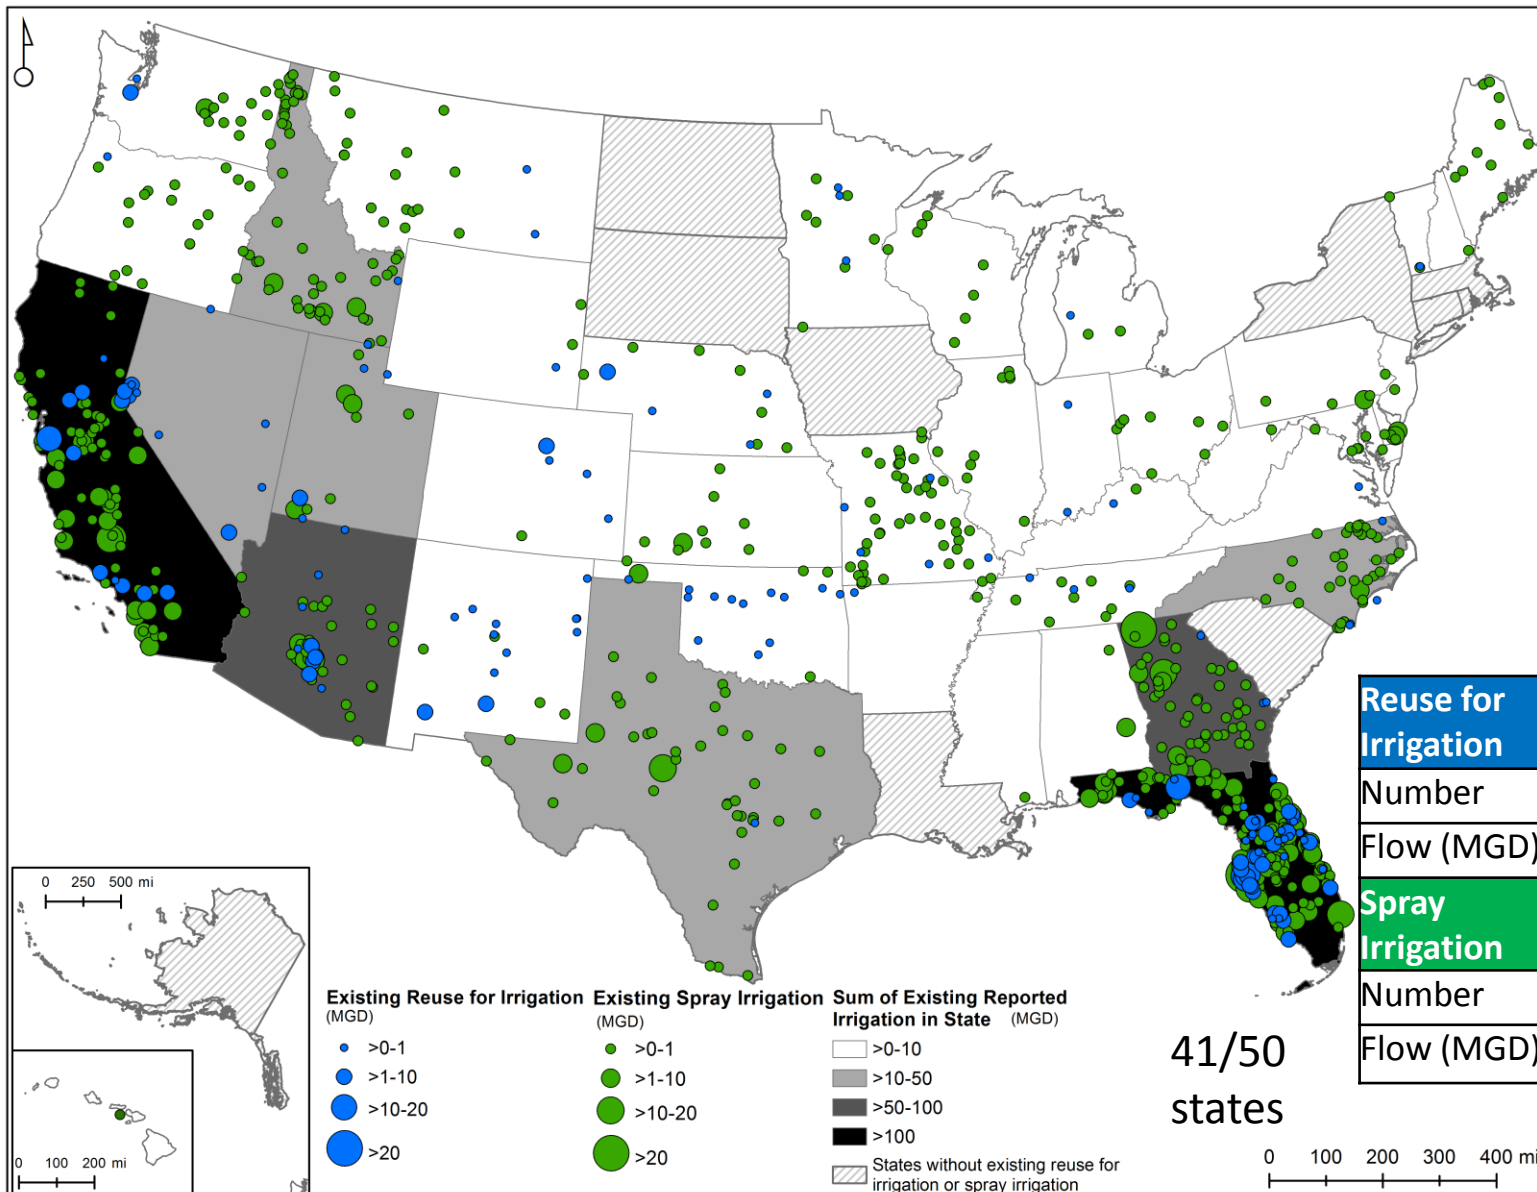 Reuse for
Irrigation
Number
Flow (MGD)
Spray
Irrigation
Number
Flow (MGD)
0 250 500 mi
0 100 200 mi
Existing Reuse for Irrigation
(MGD)
>0-1
>1-10
>10-20
>20
Existing Spray Irrigation
(MGD)
>0-1
>1-10
>10-20
>20
Sum of Existing Reported
Irrigation in State (MGD)
>0-10
>10-50
>50-100
>100
States without existing reuse for
irrigation or spray irrigation
41/50
states
0 100 200 300 400 mi